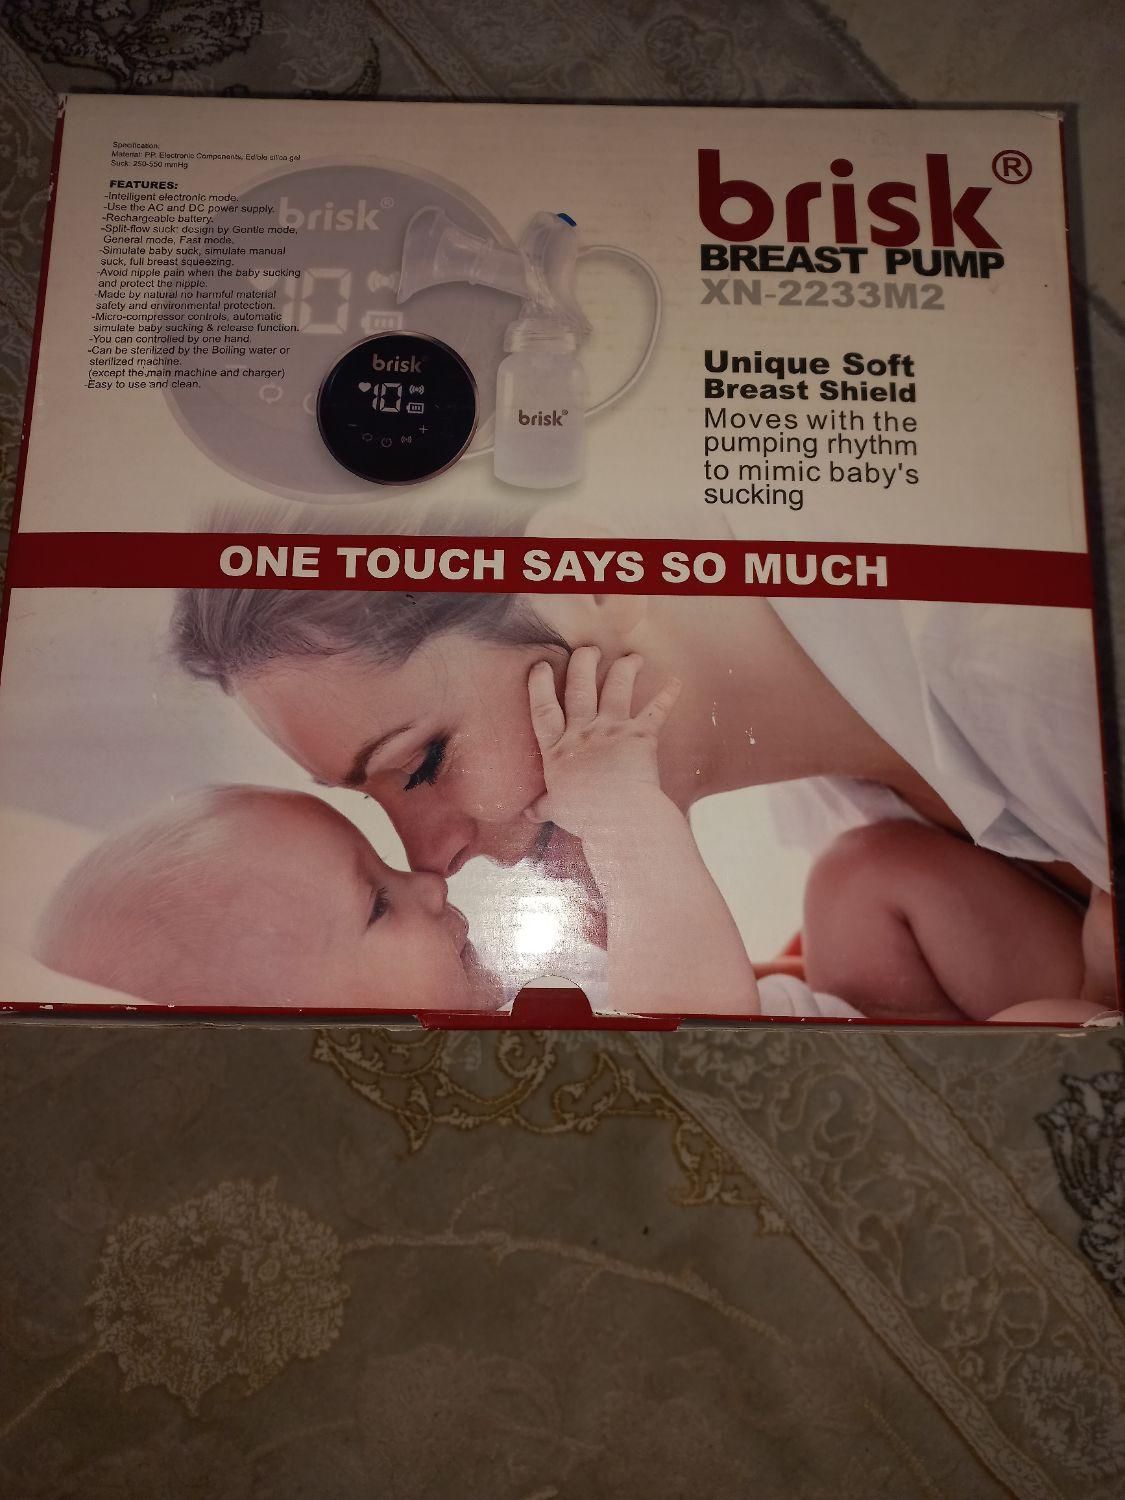 Specification:
Material: PP, Electronic Components, Edible silica gel
Suck: 250-550 mmHg
FEATURES:
-Intelligent electronic mode.
-Use the AC and DC power supply.
-Rechargeable battery.
-Split-flow suck: design by Gentle mode,
General mode, Fast mode.
-Simulate baby suck, simulate manual
suck, full breast squeezing.
-Avoid nipple pain when the baby sucking
and protect the nipple.
-Made by natural no harmful material
safety and environmental protection.
-Micro-compressor controls, automatic
simulate baby sucking & release function.
-You can controlled by one hand.
-Can be sterilized by the Boiling water or
sterilized machine.
(except the main machine and charger)
-Easy to use and clean.
brisk®
10
brisk
10
- +
brisk®
brisk®
BREAST PUMP
XN-2233M2
Unique Soft
Breast Shield
Moves with the
pumping rhythm
to mimic baby's
sucking
ONE TOUCH SAYS SO MUCH